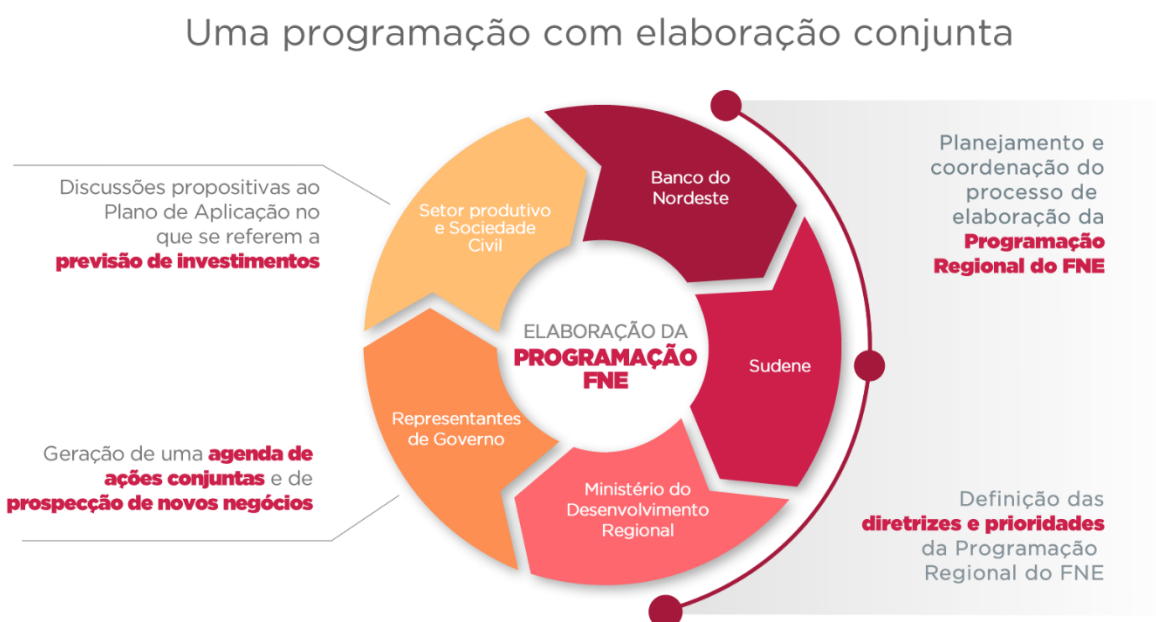 Uma programação com elaboração conjunta
Discussões propositivas ao
Plano de Aplicação no
que se referem a
previsão de investimentos
Geração de uma agenda de
ações conjuntas e de
prospecção de novos negócios
Setor produtivo
e Sociedade
Civil
Banco do
Nordeste
Sudene
Ministério do
Desenvolvimento
Regional
Representantes
de Governo
ELABORAÇÃO DA
PROGRAMAÇÃO
FNE
Planejamento e
coordenação do
processo de
elaboração da
Programação
Regional do FNE
Definição das
diretrizes e prioridades
da Programação
Regional do FNE